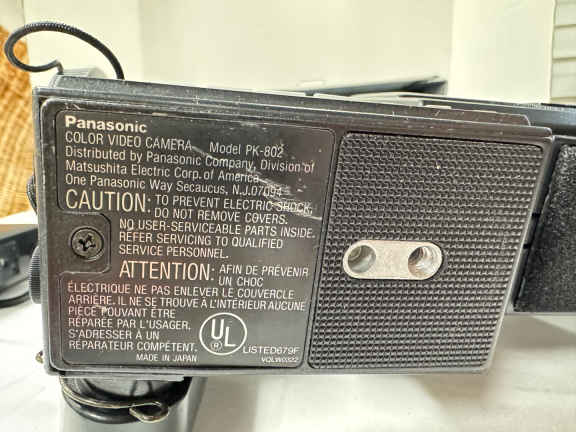 Panasonic
COLOR VIDEO CAMERA Model PK-802
Distributed by Panasonic Company, Division of
Matsushita Electric Corp. of America
One Panasonic Way Secaucus, N.J.07094
CAUTION: TO PREVENT ELECTRIC SHOCK,
DO NOT REMOVE COVERS.
NO USER-SERVICEABLE PARTS INSIDE.
REFER SERVICING TO QUALIFIED
SERVICE PERSONNEL.
ATTENTION: AFIN DE PRÉVENIR
UN CHOC
ÉLECTRIQUE NE PAS ENLEVER LE COUVERCLE
ARRIÈRE. IL NE SE TROUVE À L'INTÉRIEUR AUCUNE
PIÈCE POUVANT ÊTRE
RÉPARÉE PAR L'USAGER.
S'ADRESSER À UN
RÉPARATEUR COMPÉTENT.
UL ® LISTED679F
MADE IN JAPAN VQLW0322